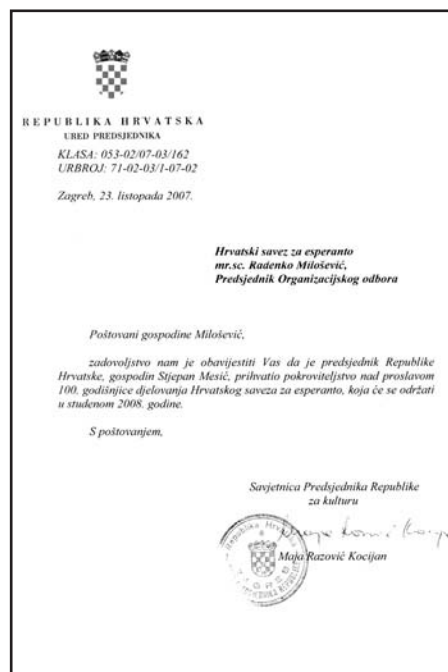 REPUBLIKA HRVATSKA
URED PREDSJEDNIKA
KLASA: 053-02/07-03/162
URBROJ: 71-02-03/1-07-02
Zagreb, 23. listopada 2007.
Hrvatski savez za esperanto
mr.sc. Radenko Milošević,
Predsjednik Organizacijskog odbora
Poštovani gospodine Milošević,
zadovoljstvo nam je obavijestiti Vas da je predsjednik Republike
Hrvatske, gospodin Stjepan Mesić, prihvatio pokroviteljstvo nad proslavom
100. godišnjice djelovanja Hrvatskog saveza za esperanto, koja će se održati
u studenom 2008. godine.
S poštovanjem,
Savjetnica Predsjednika Republike
za kulturu
Maja Razović Kocijan